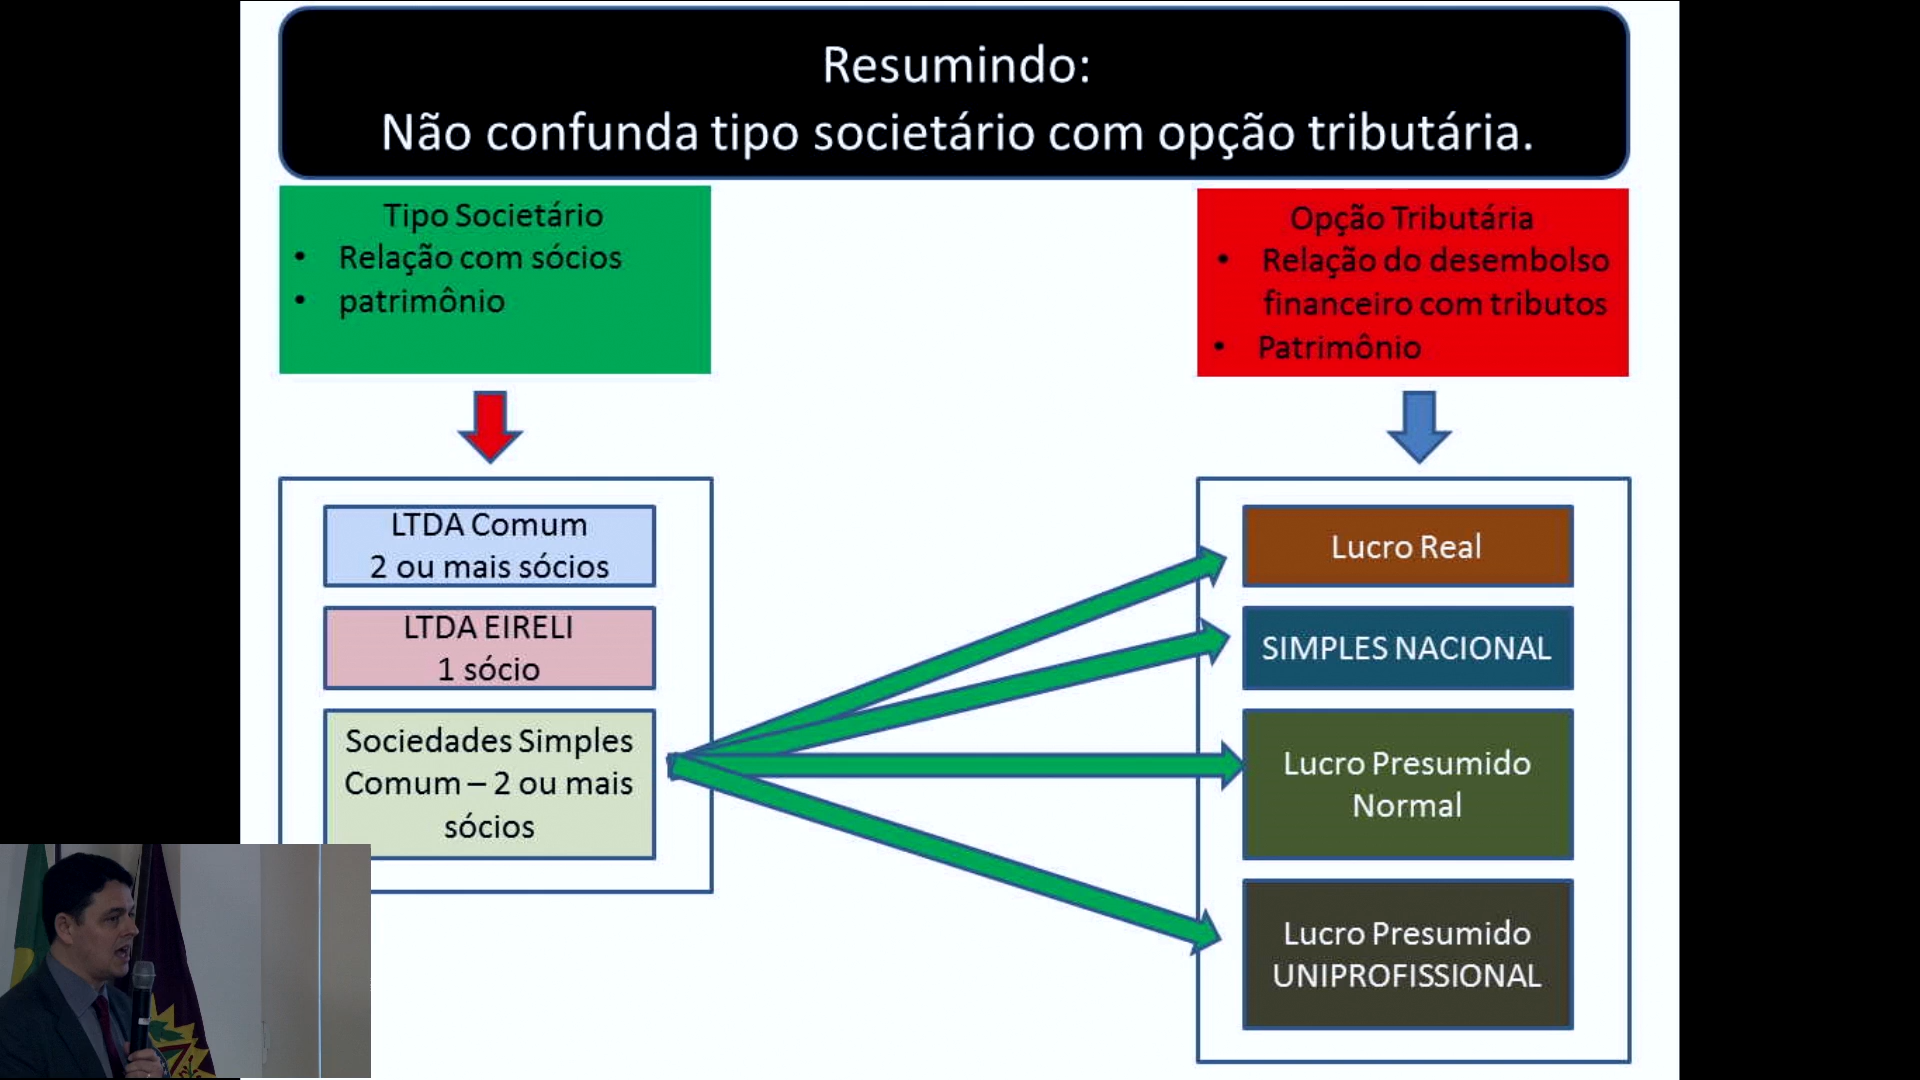 Resumindo:
Não confunda tipo societário com opção tributária.
Tipo Societário
• Relação com sócios
• patrimônio
Opção Tributária
• Relação do desembolso
financeiro com tributos
• Patrimônio
LTDA Comum
2 ou mais sócios
LTDA EIRELI
1 sócio
Sociedades Simples
Comum – 2 ou mais
sócios
Lucro Real
SIMPLES NACIONAL
Lucro Presumido
Normal
Lucro Presumido
UNIPROFISSIONAL